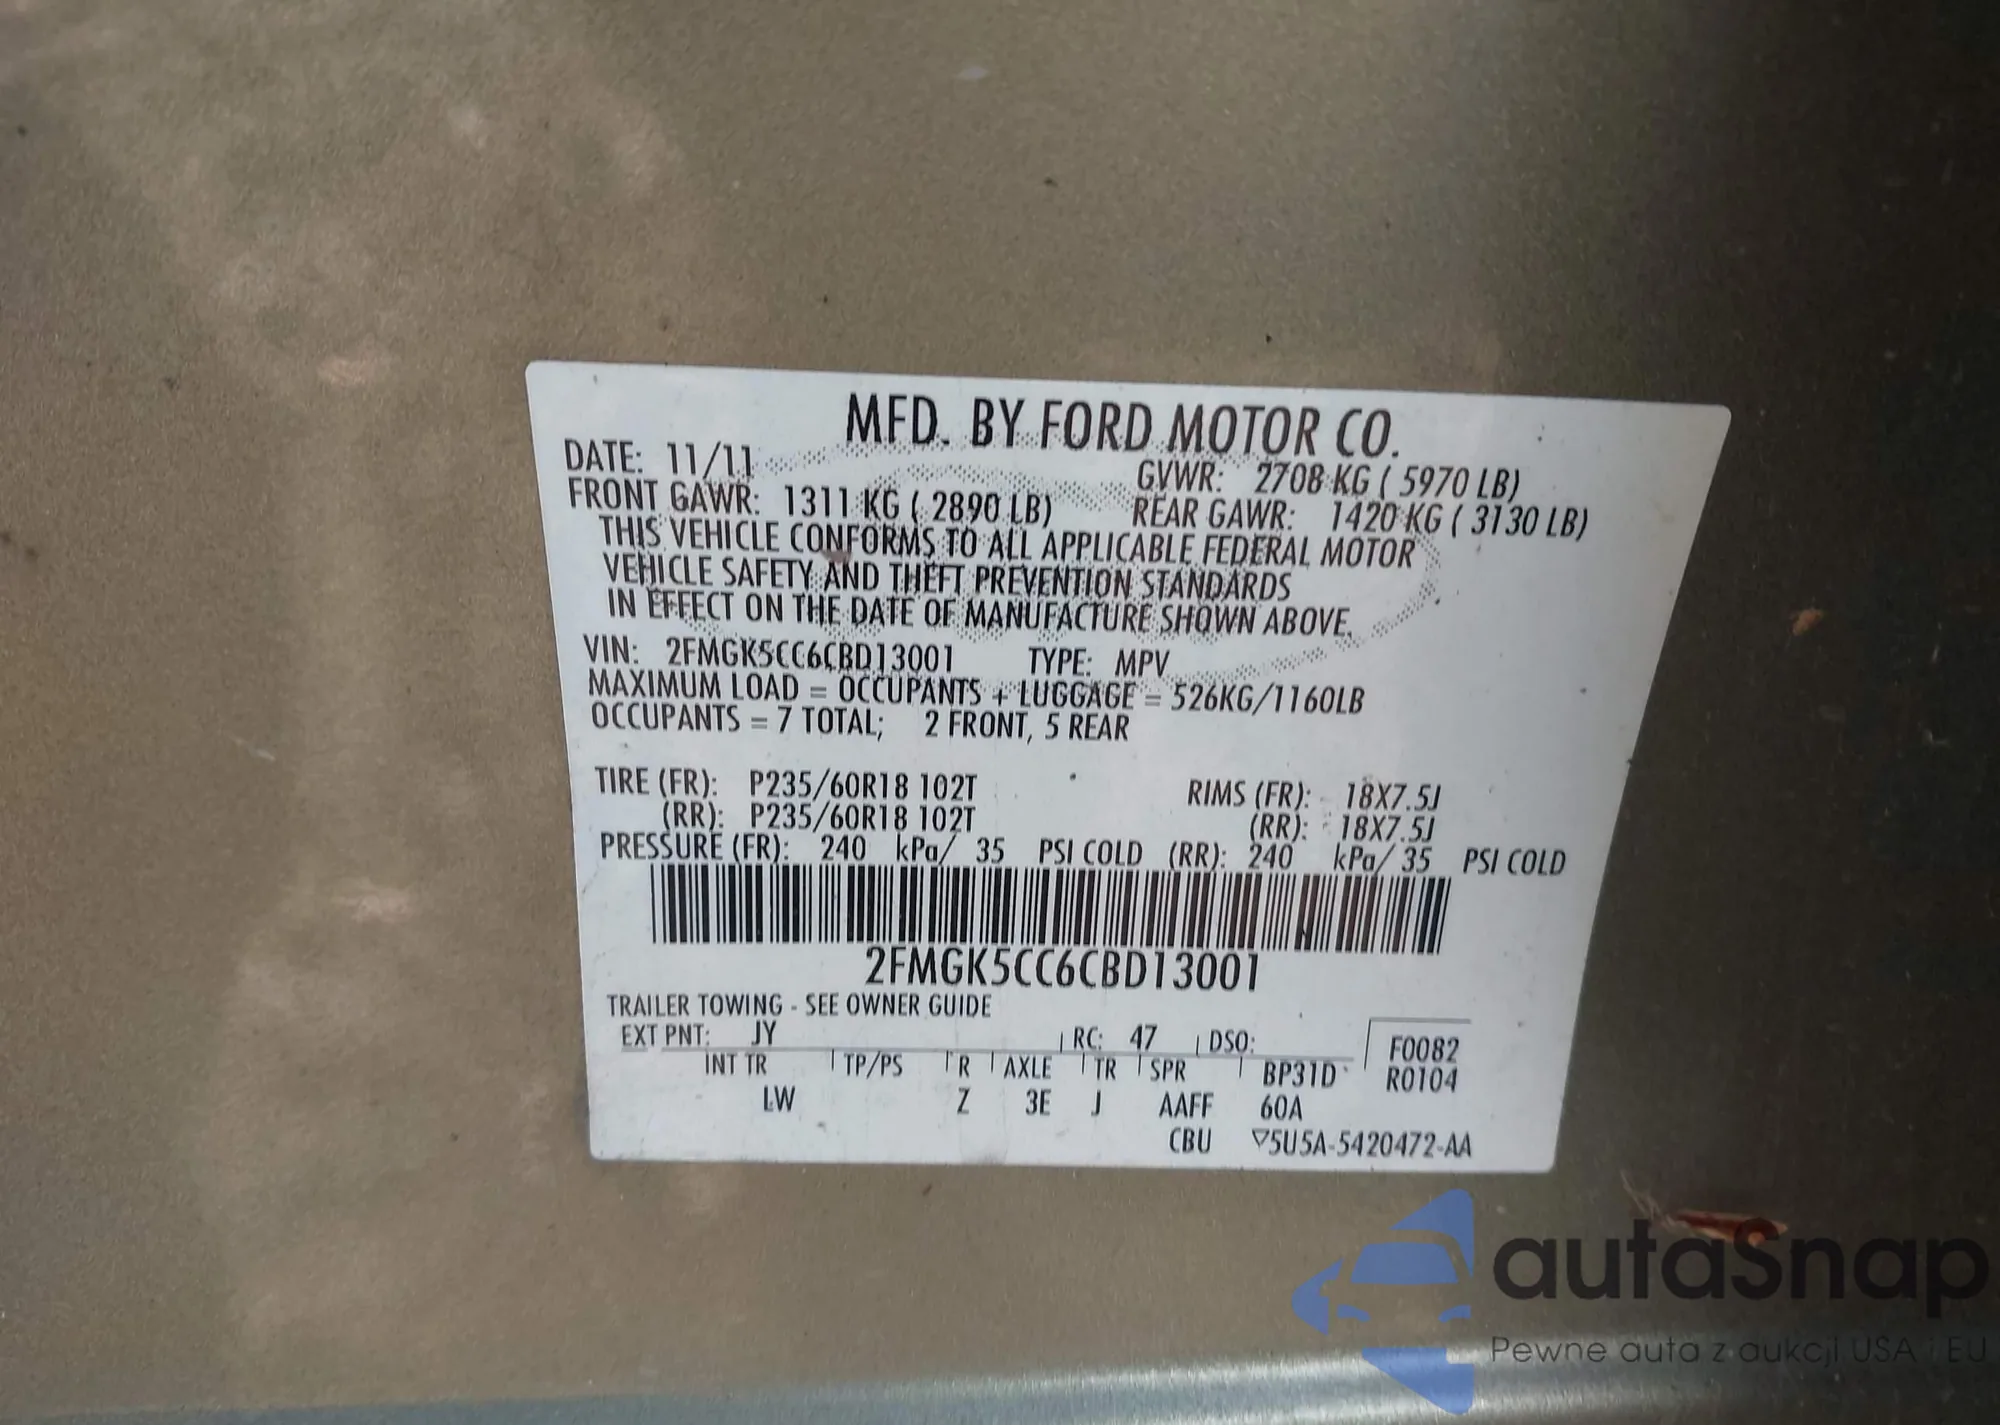 MFD. BY FORD MOTOR CO.
DATE: 11/11 GVWR: 2708 KG ( 5970 LB)
FRONT GAWR: 1311 KG ( 2890 LB) REAR GAWR: 1420 KG ( 3130 LB)
THIS VEHICLE CONFORMS TO ALL APPLICABLE FEDERAL MOTOR
VEHICLE SAFETY AND THEFT PREVENTION STANDARDS
IN EFFECT ON THE DATE OF MANUFACTURE SHOWN ABOVE.
VIN: 2FMGK5CC6CBD13001 TYPE: MPV
MAXIMUM LOAD = OCCUPANTS + LUGGAGE = 526KG/1160LB
OCCUPANTS = 7 TOTAL; 2 FRONT, 5 REAR
TIRE (FR): P235/60R18 102T RIMS (FR): 18X7.5J
(RR): P235/60R18 102T (RR): 18X7.5J
PRESSURE (FR): 240 kPa/ 35 PSI COLD (RR): 240 kPa/ 35 PSI COLD
2FMGK5CC6CBD13001
TRAILER TOWING - SEE OWNER GUIDE
EXT PNT: JY RC: 47 DSO: F0082
INT TR TP/PS R AXLE TR SPR BP31D R0104
LW Z 3E J AAFF 60A
CBU ▽5U5A-5420472-AA
autaSnap
Pewne auta z aukcji USA i EU